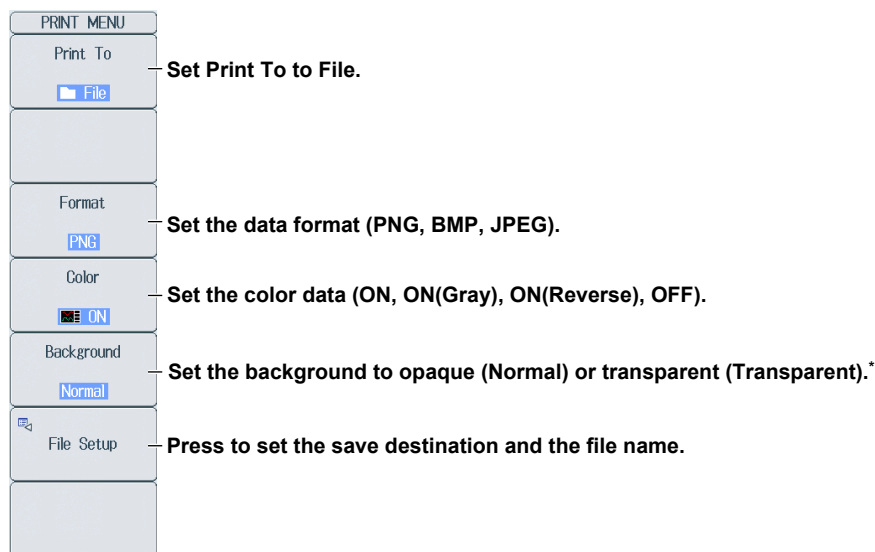 PRINT MENU
Print To
File
Set Print To to File.
Format
PNG
Set the data format (PNG, BMP, JPEG).
Color
ON
Set the color data (ON, ON(Gray), ON(Reverse), OFF).
Background
Normal
Set the background to opaque (Normal) or transparent (Transparent).*
File Setup
Press to set the save destination and the file name.